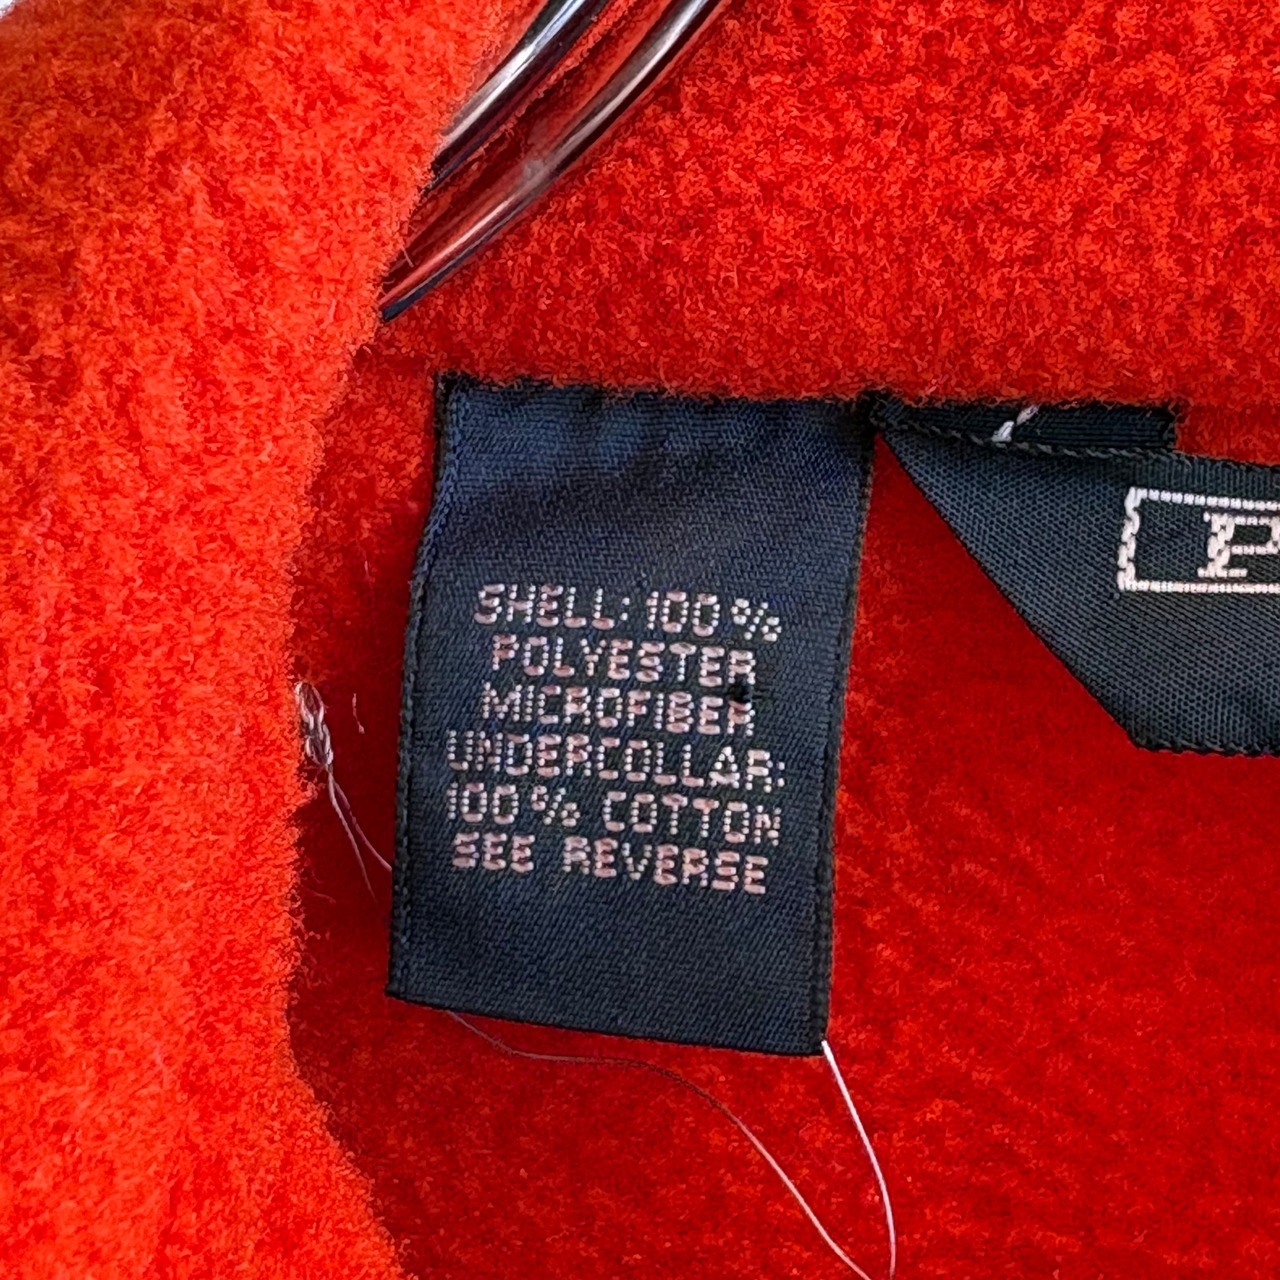 SHELL: 100%
POLYESTER
MICROFIBER
UNDERCOLLAR:
100% COTTON
SEE REVERSE
P